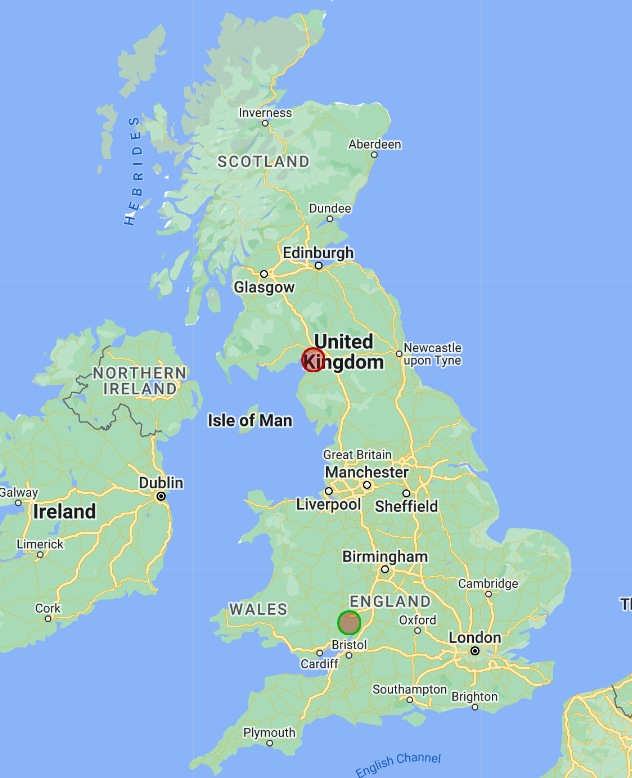 Inverness
Aberdeen
SCOTLAND
HEBRIDES
Dundee
Edinburgh
Glasgow
United
Kingdom
Newcastle
upon Tyne
NORTHERN
IRELAND
Isle of Man
Great Britain
Manchester
Dublin
Galway
Liverpool
Sheffield
Ireland
Limerick
Birmingham
Cambridge
ENGLAND
WALES
Cork
Oxford
London
Bristol
Cardiff
Southampton
Brighton
Plymouth
English Channel